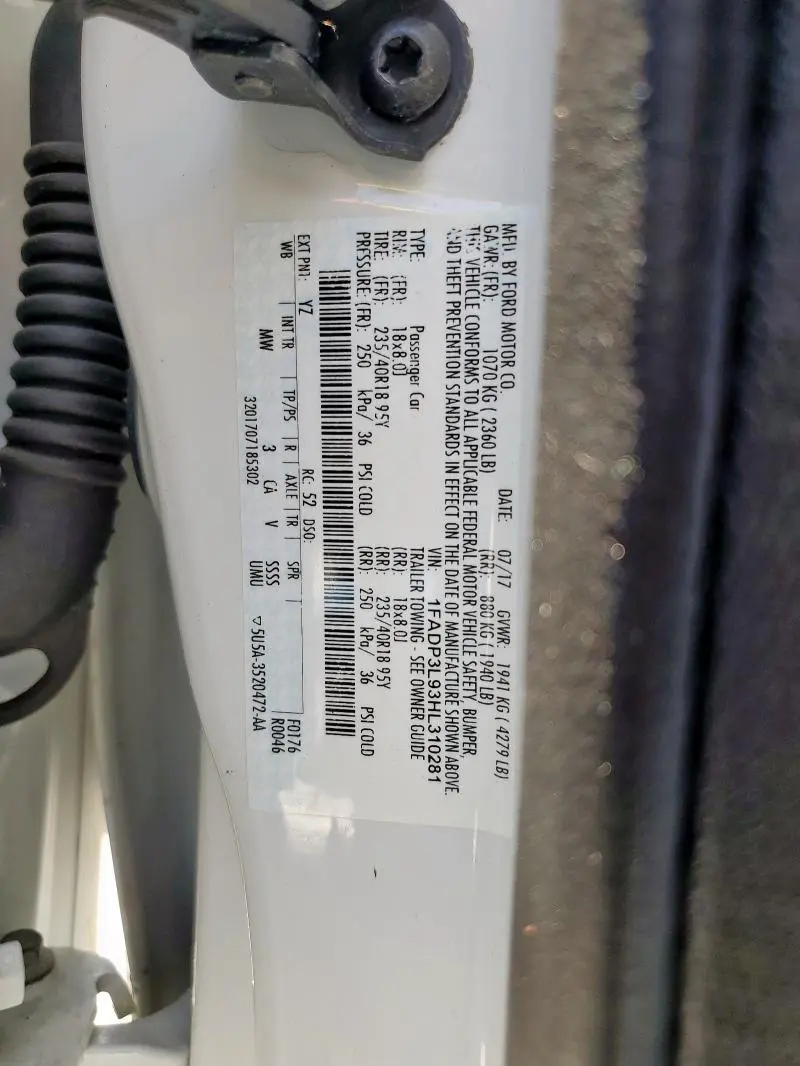 MFD. BY FORD MOTOR CO.
DATE: 07/17 GVWR: 1941 KG ( 4279 LB)
GAWR: (FR): 1070 KG ( 2360 LB) (RR): 880 KG ( 1940 LB)
THIS VEHICLE CONFORMS TO ALL APPLICABLE FEDERAL MOTOR VEHICLE SAFETY, BUMPER,
AND THEFT PREVENTION STANDARDS IN EFFECT ON THE DATE OF MANUFACTURE SHOWN ABOVE.
VIN: 1FADP3L93HL310281
TYPE: Passenger Car TRAILER TOWING - SEE OWNER GUIDE
RIM: (FR): 18x8.0J (RR): 18x8.0J
TIRE: (FR): 235/40R18 95Y (RR): 235/40R18 95Y
PRESSURE: (FR): 250 kPa/ 36 PSI COLD (RR): 250 kPa/ 36 PSI COLD
EXT PNT: YZ RC: 52 DSO: F0176
WB | INT TR | TP/PS | R | AXLE | TR | SPR | R0046
MW 3 CA V SSSS
3201707185302 UMU ▽5U5A-3520472-AA